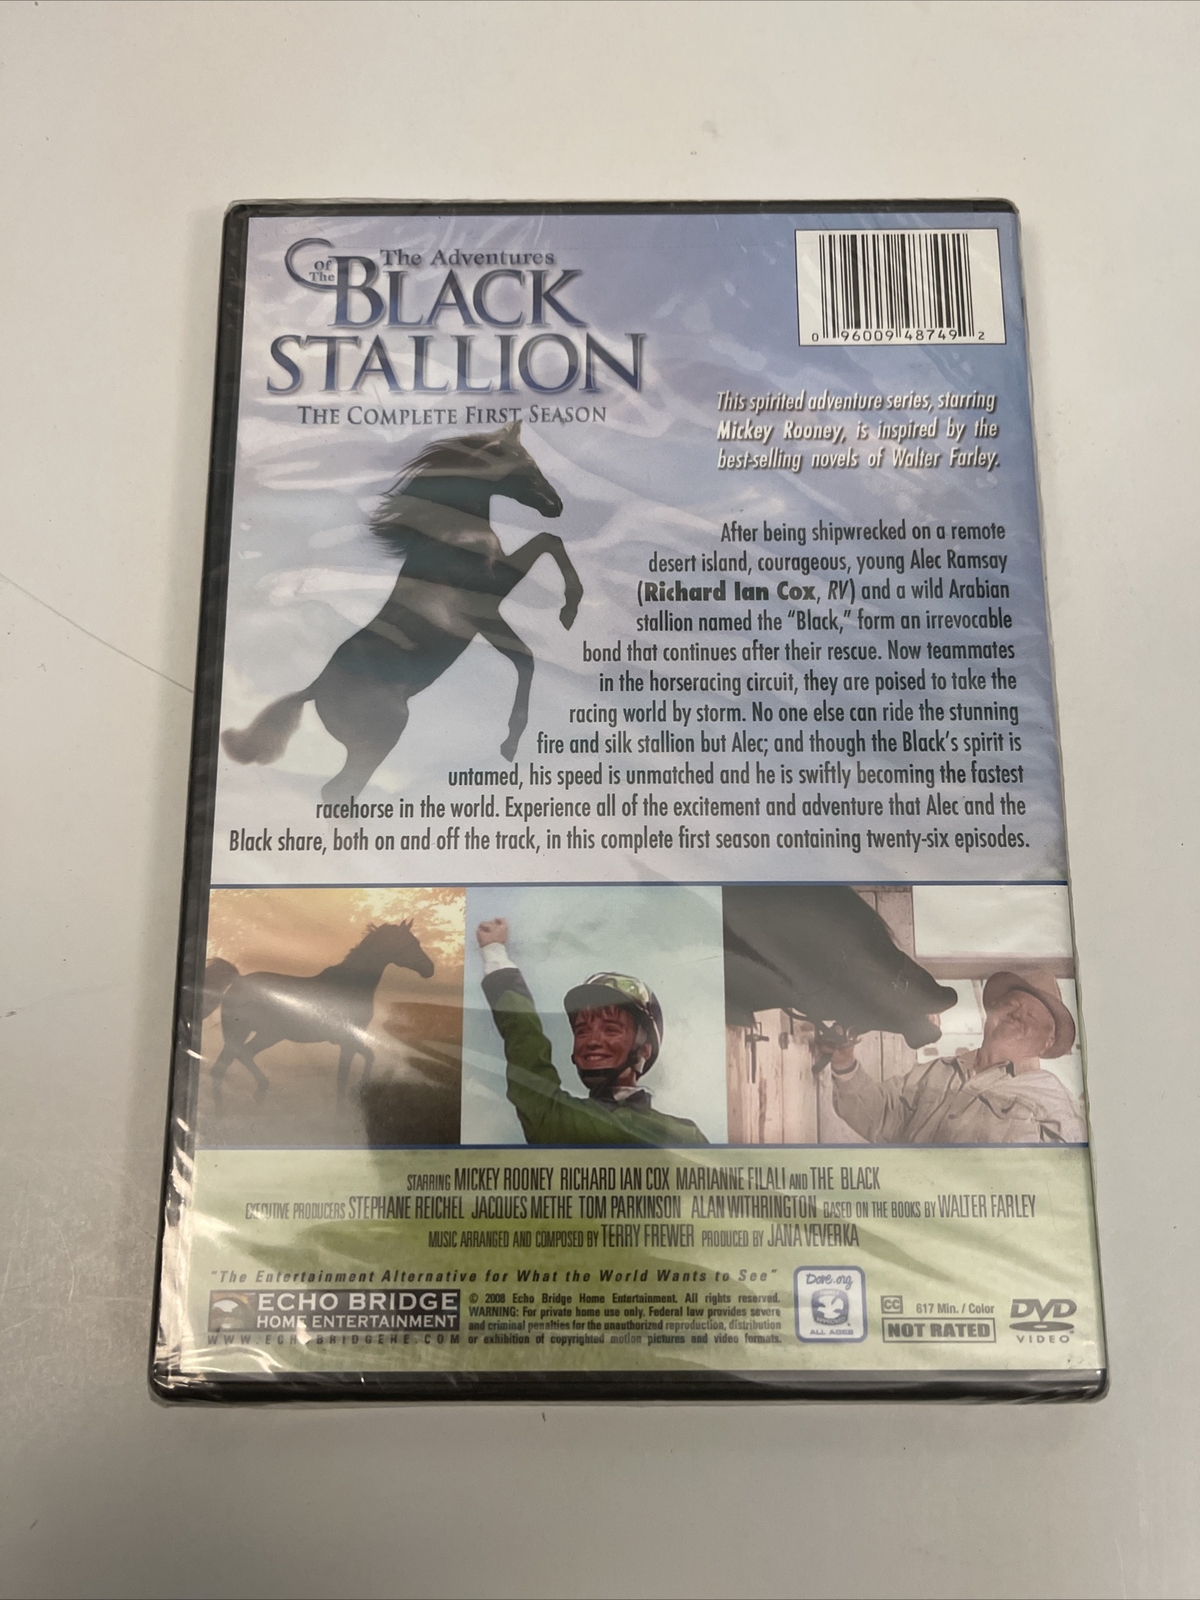 The Adventures
of The BLACK
STALLION
THE COMPLETE FIRST SEASON
0 96009 48749 2
This spirited adventure series, starring
Mickey Rooney, is inspired by the
best-selling novels of Walter Farley.
After being shipwrecked on a remote
desert island, courageous, young Alec Ramsay
(Richard Ian Cox, RV) and a wild Arabian
stallion named the “Black,” form an irrevocable
bond that continues after their rescue. Now teammates
in the horseracing circuit, they are poised to take the
racing world by storm. No one else can ride the stunning
fire and silk stallion but Alec; and though the Black's spirit is
untamed, his speed is unmatched and he is swiftly becoming the fastest
racehorse in the world. Experience all of the excitement and adventure that Alec and the
Black share, both on and off the track, in this complete first season containing twenty-six episodes.
STARRING MICKEY ROONEY RICHARD IAN COX MARIANNE FILALI AND THE BLACK
EXECUTIVE PRODUCERS STEPHANE REICHEL JACQUES METHE TOM PARKINSON ALAN WITHRINGTON BASED ON THE BOOKS BY WALTER FARLEY
MUSIC ARRANGED AND COMPOSED BY TERRY FREWER PRODUCED BY JANA VEVERKA
"The Entertainment Alternative for What the World Wants to See"
ECHO BRIDGE
HOME ENTERTAINMENT
WWW.ECHOBRIDGEHE.COM
© 2008 Echo Bridge Home Entertainment. All rights reserved.
WARNING: For private home use only. Federal law provides severe
and criminal penalties for the unauthorized reproduction, distribution
or exhibition of copyrighted motion pictures and video formats.
Dove.org
ALL AGES
CC 617 Min. / Color
NOT RATED
DVD
VIDEO